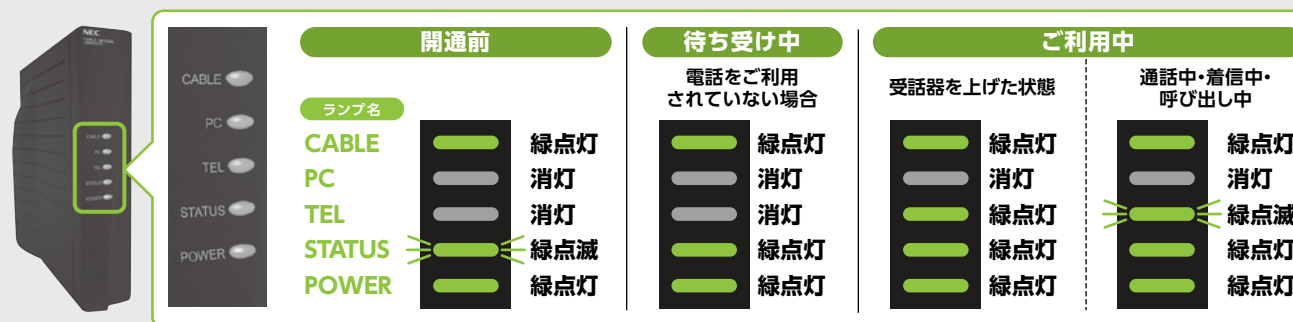 NEC
CABLE
PC
TEL
STATUS
POWER
CABLE
PC
TEL
STATUS
POWER
開通前
待ち受け中
ご利用中
電話をご利用
されていない場合
受話器を上げた状態
通話中・着信中・
呼び出し中
ランプ名
CABLE 緑点灯 緑点灯 緑点灯 緑点灯
PC 消灯 消灯 消灯 消灯
TEL 消灯 消灯 緑点灯 緑点滅
STATUS 緑点滅 緑点灯 緑点灯 緑点灯
POWER 緑点灯 緑点灯 緑点灯 緑点灯